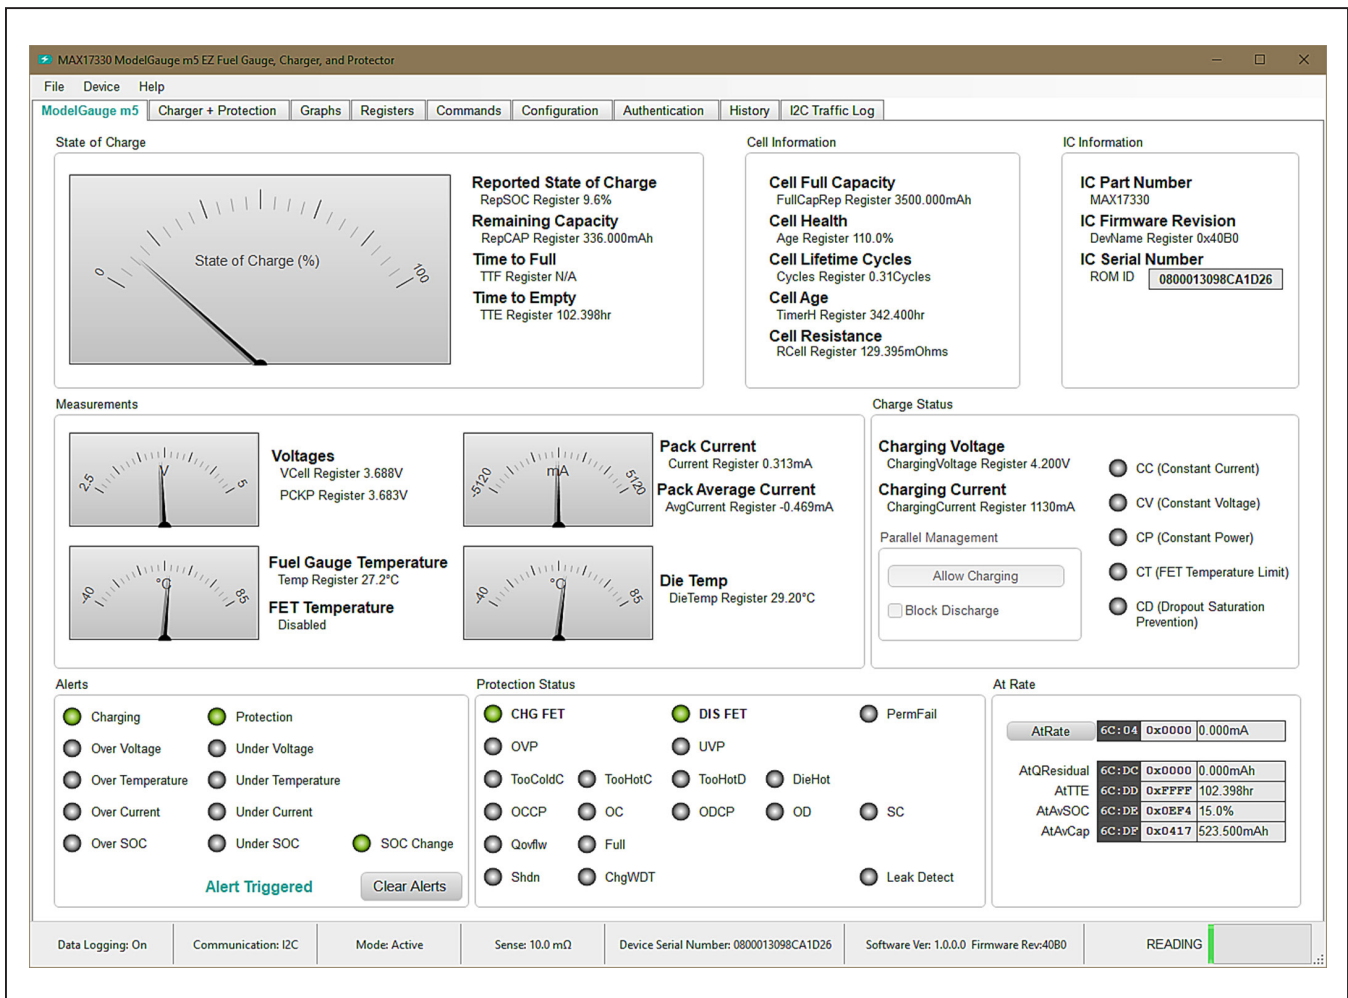 MAX17330 ModelGauge m5 EZ Fuel Gauge, Charger, and Protector
File Device Help
ModelGauge m5 Charger + Protection Graphs Registers Commands Configuration Authentication History I2C Traffic Log
State of Charge
State of Charge (%)
0
100
Reported State of Charge
RepSOC Register 9.6%
Remaining Capacity
RepCAP Register 336.000mAh
Time to Full
TTF Register N/A
Time to Empty
TTE Register 102.398hr
Cell Information
Cell Full Capacity
FullCapRep Register 3500.000mAh
Cell Health
Age Register 110.0%
Cell Lifetime Cycles
Cycles Register 0.31Cycles
Cell Age
TimerH Register 342.400hr
Cell Resistance
RCell Register 129.395mOhms
IC Information
IC Part Number
MAX17330
IC Firmware Revision
DevName Register 0x40B0
IC Serial Number
ROM ID 0800013098CA1D26
Measurements
2.5
V
5
Voltages
VCell Register 3.688V
PCKP Register 3.683V
-5120
mA
5120
Pack Current
Current Register 0.313mA
Pack Average Current
AvgCurrent Register -0.469mA
-40
°C
85
Fuel Gauge Temperature
Temp Register 27.2°C
FET Temperature
Disabled
-40
°C
85
Die Temp
DieTemp Register 29.20°C
Charge Status
Charging Voltage
ChargingVoltage Register 4.200V
Charging Current
ChargingCurrent Register 1130mA
Parallel Management
Allow Charging
Block Discharge
CC (Constant Current)
CV (Constant Voltage)
CP (Constant Power)
CT (FET Temperature Limit)
CD (Dropout Saturation
Prevention)
Alerts
Charging Protection
Over Voltage Under Voltage
Over Temperature Under Temperature
Over Current Under Current
Over SOC Under SOC SOC Change
Alert Triggered Clear Alerts
Protection Status
CHG FET DIS FET PermFail
OVP UVP
TooColdC TooHotC TooHotD DieHot
OCCP OC ODCP OD SC
Qovflw Full
Shdn ChgWDT Leak Detect
At Rate
AtRate 6C:04 0x0000 0.000mA
AtQResidual 6C:DC 0x0000 0.000mAh
AtTTE 6C:DD 0xFFFF 102.398hr
AtAvSOC 6C:DE 0x0EF4 15.0%
AtAvCap 6C:DF 0x0417 523.500mAh
Data Logging: On Communication: I2C Mode: Active Sense: 10.0 mΩ Device Serial Number: 0800013098CA1D26 Software Ver: 1.0.0.0 Firmware Rev:40B0 READING